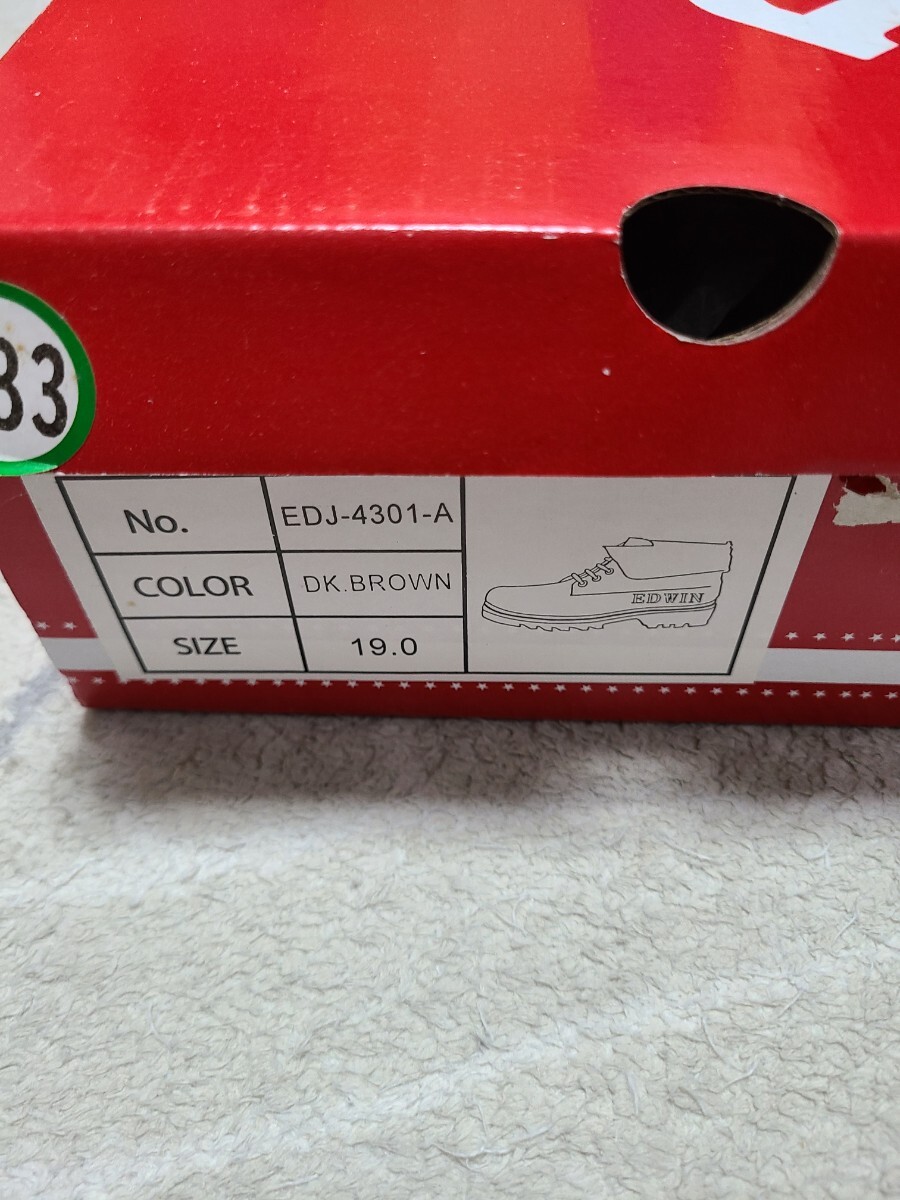 33
No. EDJ-4301-A
COLOR DK.BROWN
SIZE 19.0
EDWIN